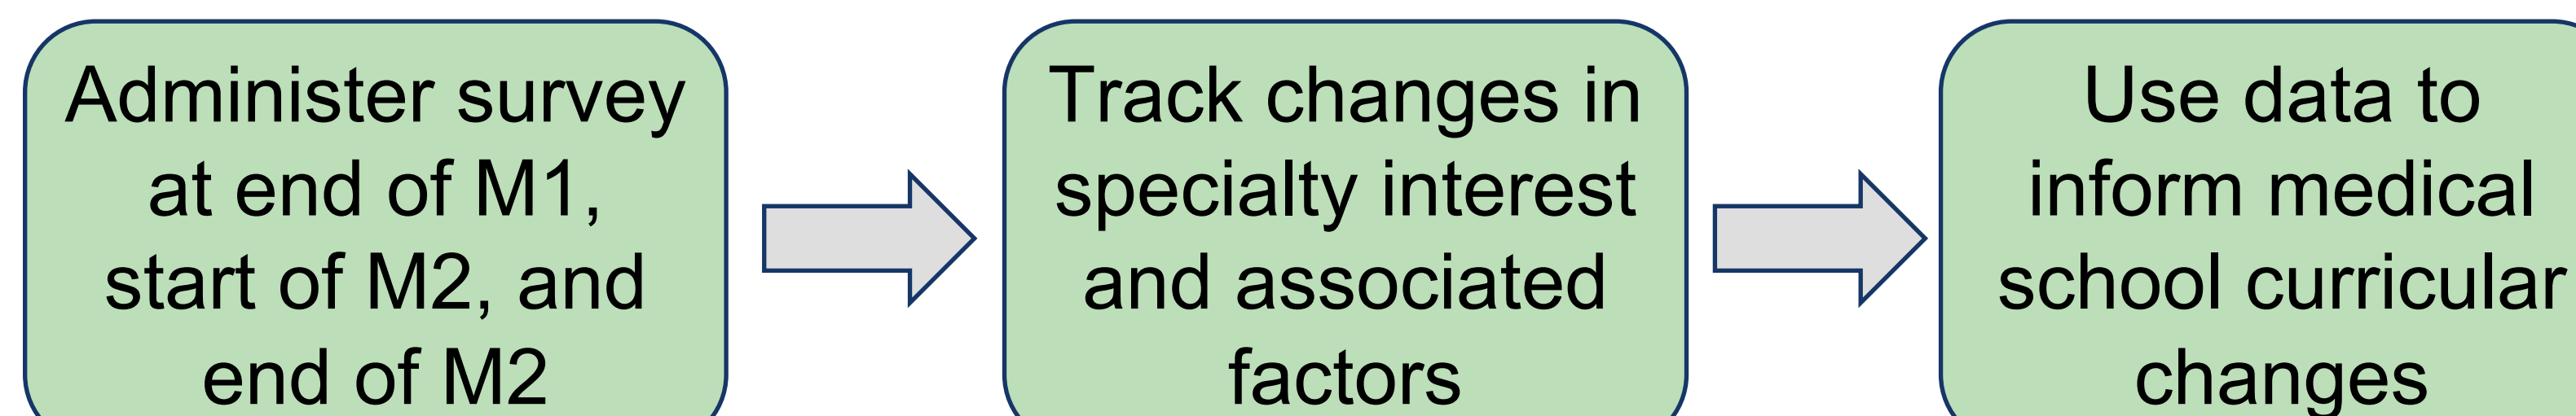 Administer survey
at end of M1,
start of M2, and
end of M2
Track changes in
specialty interest
and associated
factors
Use data to
inform medical
school curricular
changes